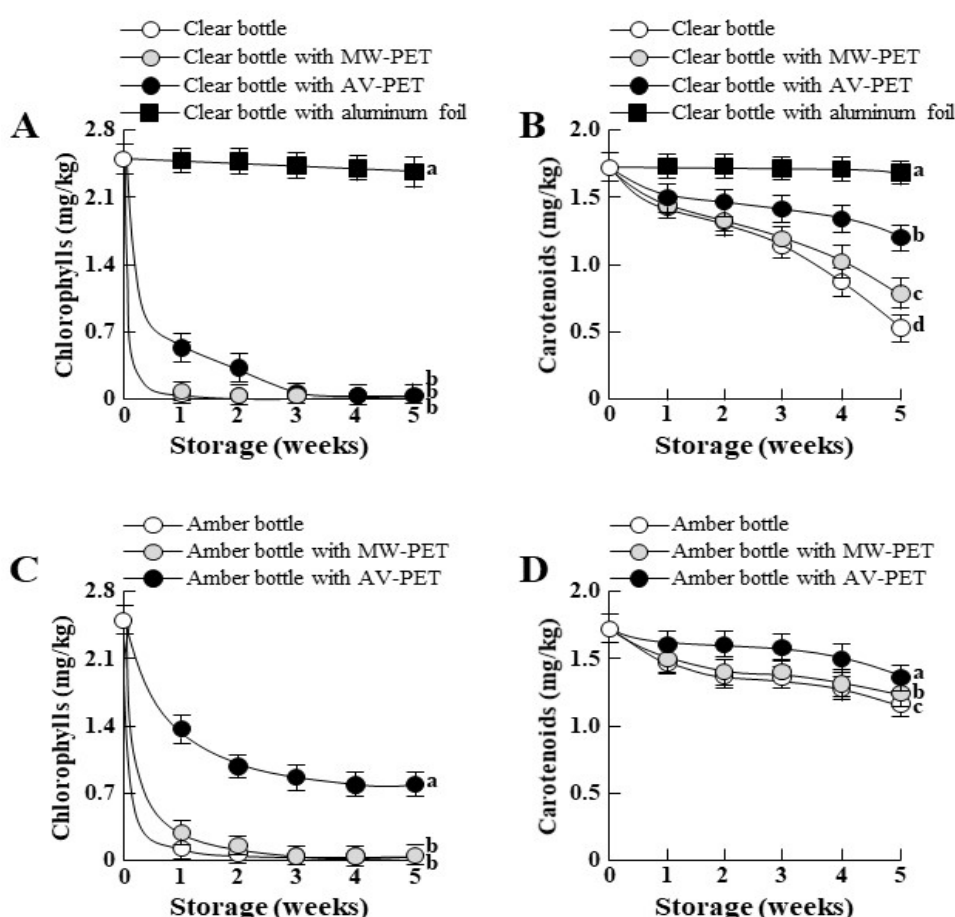 Clear bottle
Clear bottle with MW-PET
Clear bottle with AV-PET
Clear bottle with aluminum foil
A
2.8
2.1
1.4
0.7
0
Chlorophylls (mg/kg)
a
b
b
b
0 1 2 3 4 5
Storage (weeks)
Clear bottle
Clear bottle with MW-PET
Clear bottle with AV-PET
Clear bottle with aluminum foil
B
2.0
1.5
1.0
0.5
0
Carotenoids (mg/kg)
a
b
c
d
0 1 2 3 4 5
Storage (weeks)
Amber bottle
Amber bottle with MW-PET
Amber bottle with AV-PET
C
2.8
2.1
1.4
0.7
0
Chlorophylls (mg/kg)
a
b
b
0 1 2 3 4 5
Storage (weeks)
Amber bottle
Amber bottle with MW-PET
Amber bottle with AV-PET
D
2.0
1.5
1.0
0.5
0
Carotenoids (mg/kg)
a
b
c
0 1 2 3 4 5
Storage (weeks)